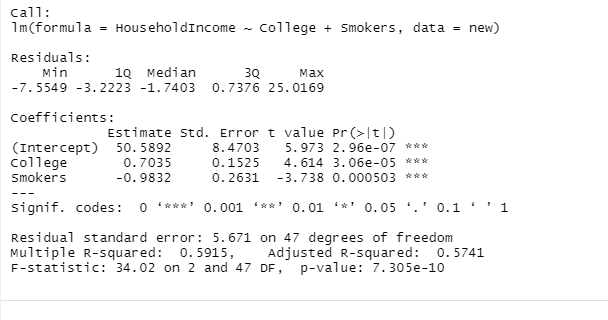 Call:
lm(formula = HouseholdIncome ~ College + Smokers, data = new)
Residuals:
Min 1Q Median 3Q Max
-7.5549 -3.2223 -1.7403 0.7376 25.0169
Coefficients:
Estimate Std. Error t value Pr(>|t|)
(Intercept) 50.5892 8.4703 5.973 2.96e-07 ***
College 0.7035 0.1525 4.614 3.06e-05 ***
Smokers -0.9832 0.2631 -3.738 0.000503 ***
---
Signif. codes: 0 ‘***’ 0.001 ‘**’ 0.01 ‘*’ 0.05 ‘.’ 0.1 ‘ ’ 1
Residual standard error: 5.671 on 47 degrees of freedom
Multiple R-squared: 0.5915, Adjusted R-squared: 0.5741
F-statistic: 34.02 on 2 and 47 DF, p-value: 7.305e-10